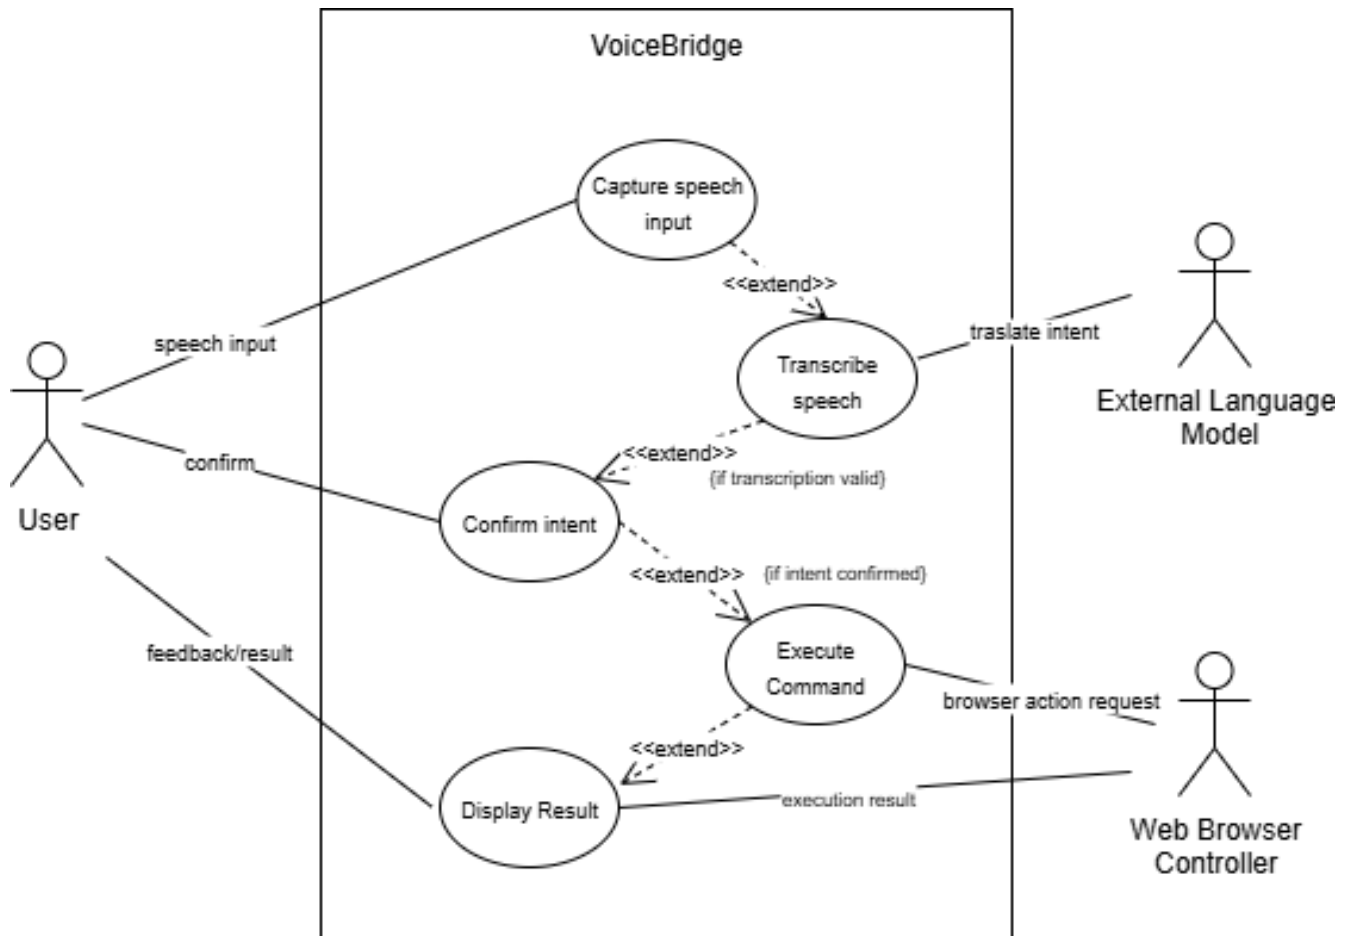 VoiceBridge
Capture speech
input
<<extend>>
speech input
traslate intent
Transcribe
speech
External Language
Model
<<extend>>
{if transcription valid}
confirm
User
Confirm intent
<<extend>>
{if intent confirmed}
feedback/result
Execute
Command
browser action request
<<extend>>
Display Result
execution result
Web Browser
Controller